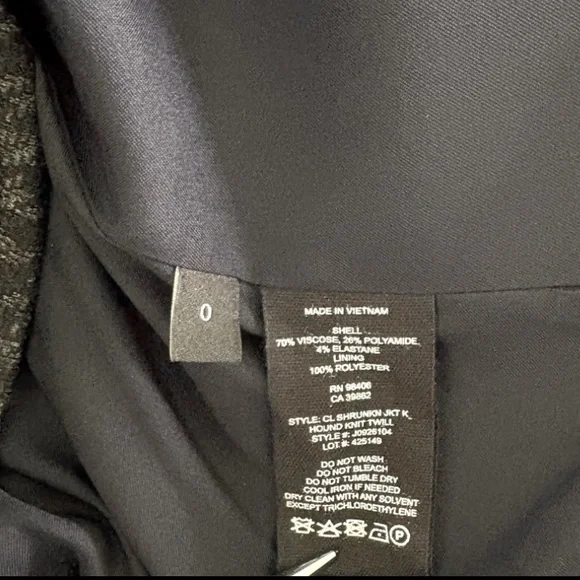 0
MADE IN VIETNAM
SHELL
70% VISCOSE, 26% POLYAMIDE,
4% ELASTANE
LINING
100% POLYESTER
RN 98406
CA 39862
STYLE: CL SHRUNKN JKT K_
HOUND KNIT TWILL
STYLE #: J0926104
LOT #: 425149
DO NOT WASH
DO NOT BLEACH
DO NOT TUMBLE DRY
COOL IRON IF NEEDED
DRY CLEAN WITH ANY SOLVENT
EXCEPT TRICHLOROETHYLENE
P